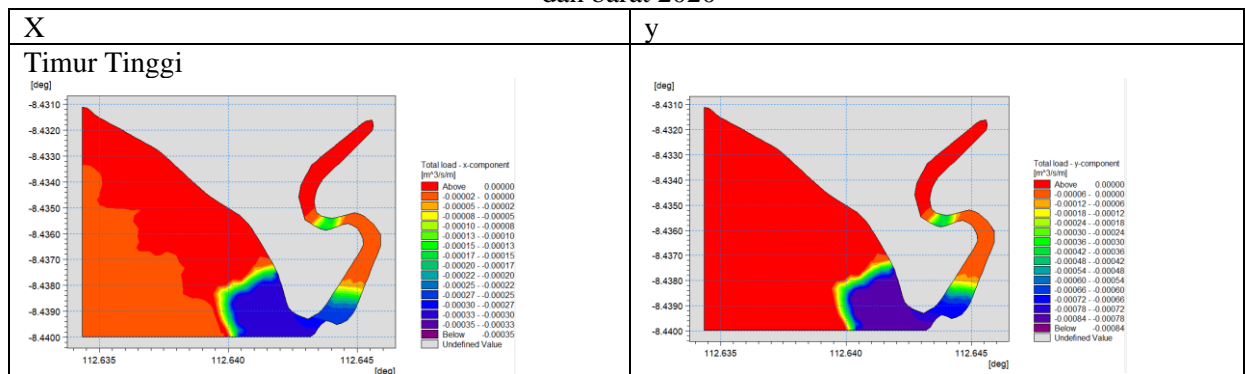 dan barat 2020
X
y
Timur Tinggi
[deg]
-8.4310
-8.4320
-8.4330
-8.4340
-8.4350
-8.4360
-8.4370
-8.4380
-8.4390
-8.4400
112.635
112.640
112.645
[deg]
Total load - x-component
[m^3/s/m]
Above 0.00000
-0.00002 - 0.00000
-0.00005 - -0.00002
-0.00008 - -0.00005
-0.00010 - -0.00008
-0.00013 - -0.00010
-0.00015 - -0.00013
-0.00017 - -0.00015
-0.00020 - -0.00017
-0.00022 - -0.00020
-0.00025 - -0.00022
-0.00027 - -0.00025
-0.00030 - -0.00027
-0.00033 - -0.00030
-0.00035 - -0.00033
Below -0.00035
Undefined Value
[deg]
-8.4310
-8.4320
-8.4330
-8.4340
-8.4350
-8.4360
-8.4370
-8.4380
-8.4390
-8.4400
112.635
112.640
112.645
[deg]
Total load - y-component
[m^3/s/m]
Above 0.00000
-0.00006 - 0.00000
-0.00012 - -0.00006
-0.00018 - -0.00012
-0.00024 - -0.00018
-0.00030 - -0.00024
-0.00036 - -0.00030
-0.00042 - -0.00036
-0.00048 - -0.00042
-0.00054 - -0.00048
-0.00060 - -0.00054
-0.00066 - -0.00060
-0.00072 - -0.00066
-0.00078 - -0.00072
-0.00084 - -0.00078
Below -0.00084
Undefined Value